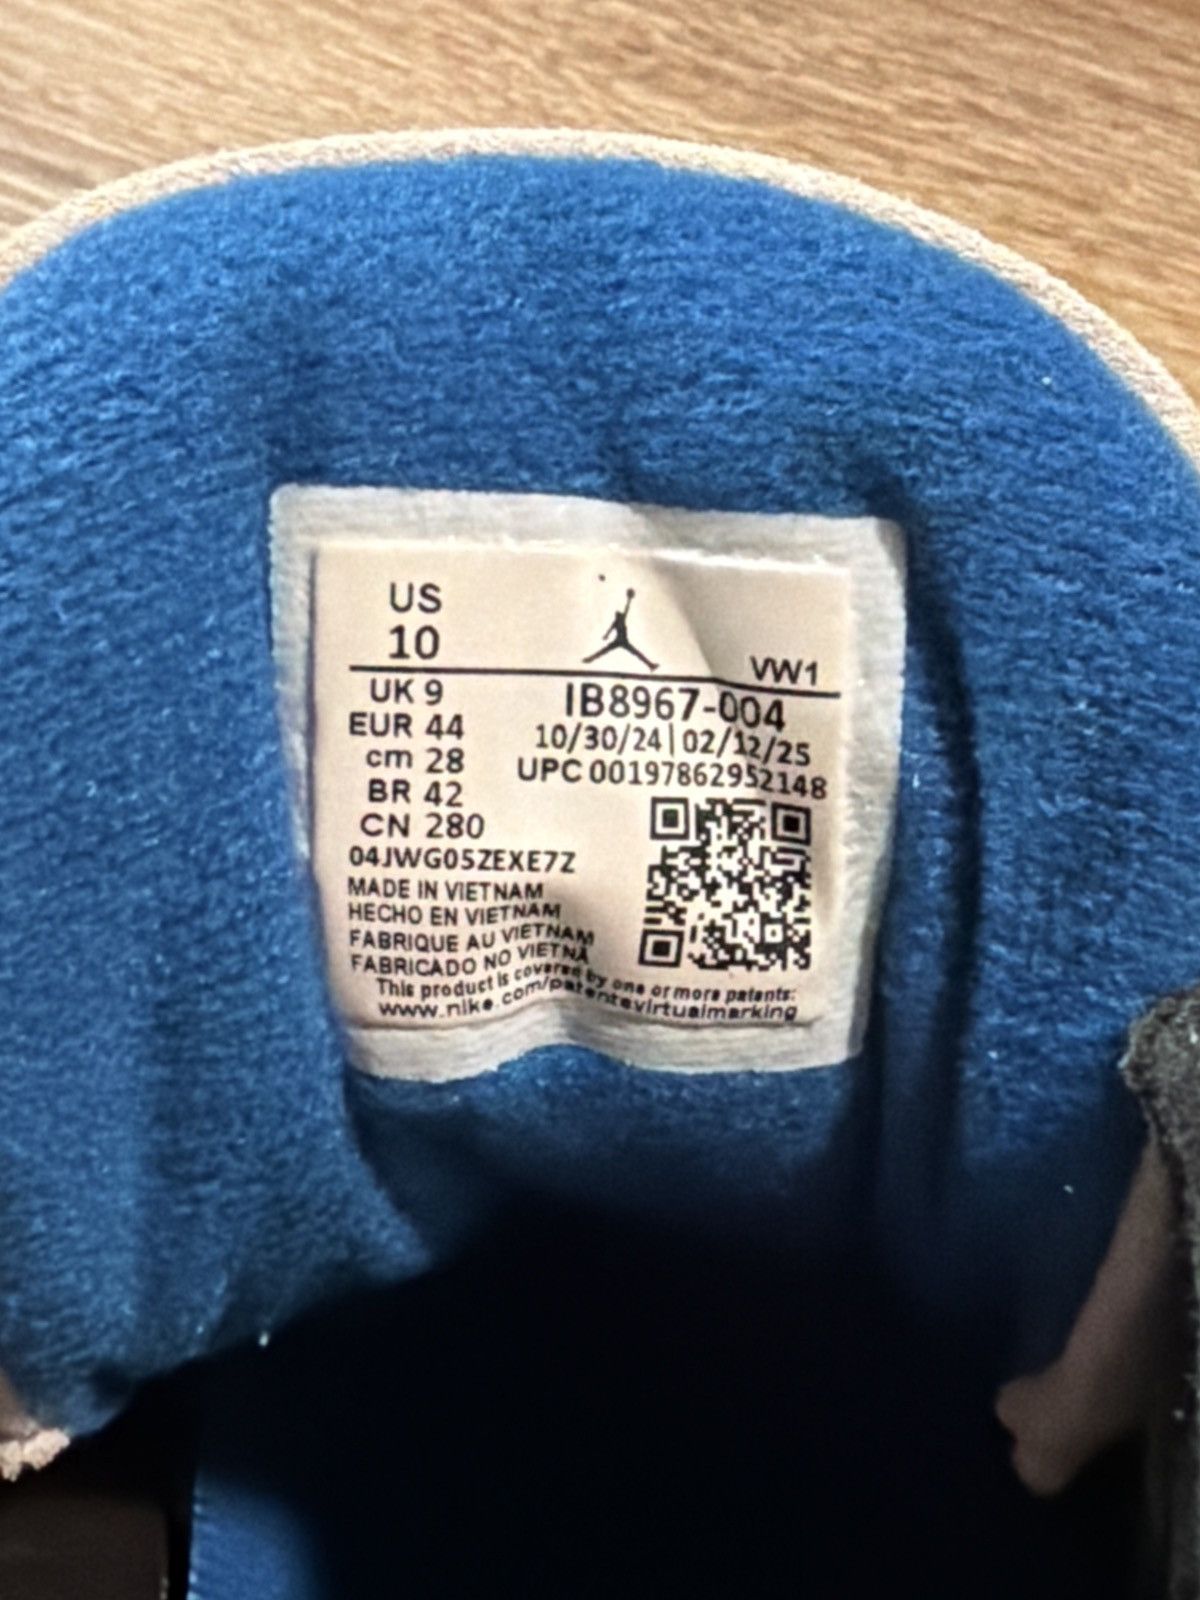 US
10
VW1
UK 9
EUR 44
cm 28
BR 42
CN 280
IB8967-004
10/30/24|02/12/25
UPC 00197862952148
04JWG05ZEXE7Z
MADE IN VIETNAM
HECHO EN VIETNAM
FABRIQUE AU VIETNAM
FABRICADO NO VIETNÃ
This product is covered by one or more patents:
www.nike.com/patentsvirtualmarking